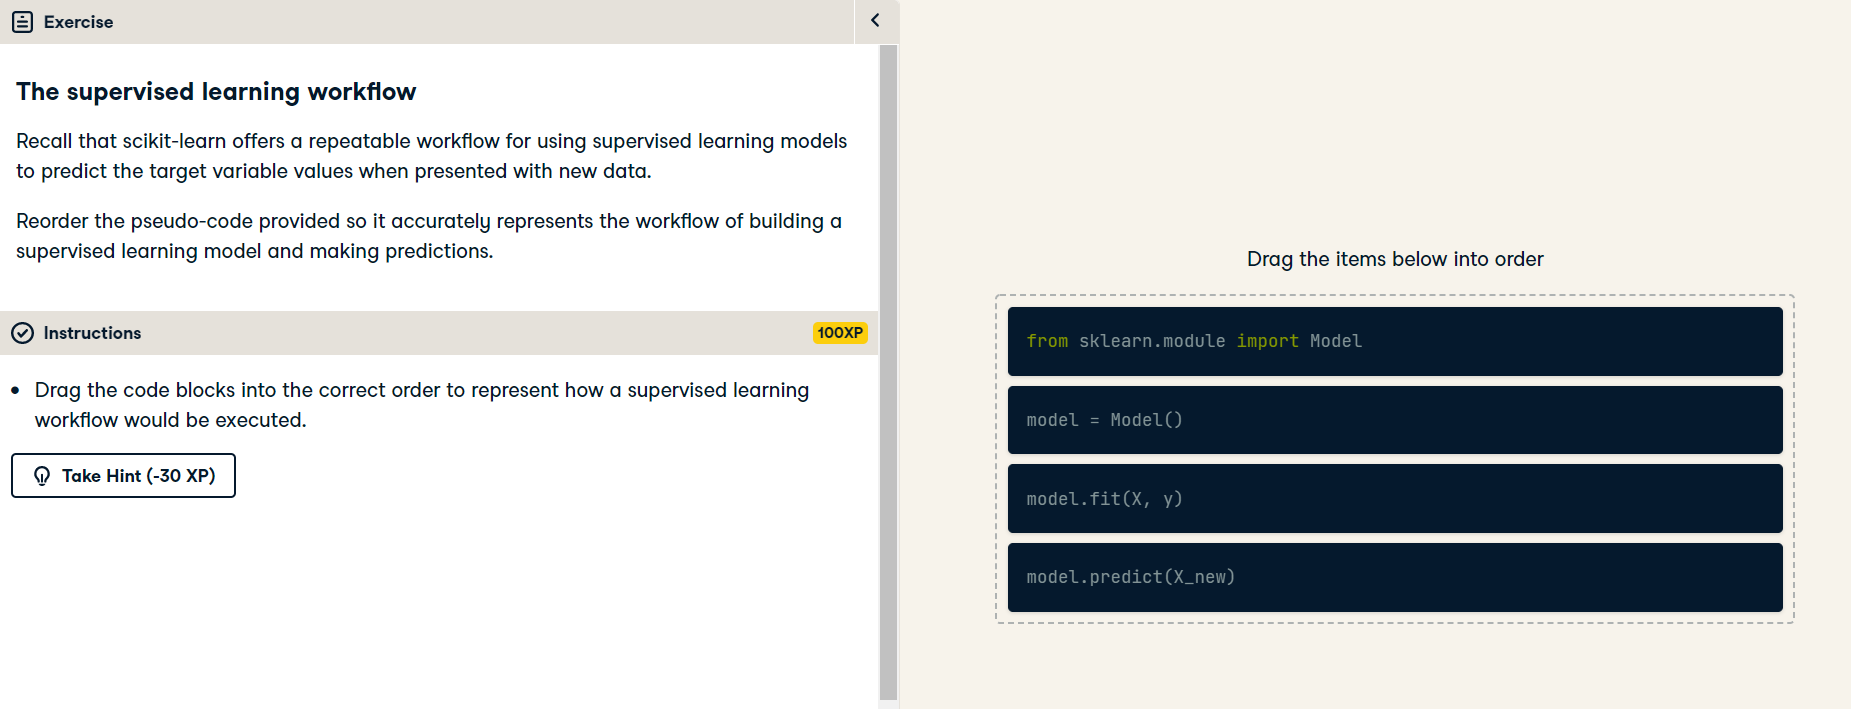 Exercise
The supervised learning workflow
Recall that scikit-learn offers a repeatable workflow for using supervised learning models
to predict the target variable values when presented with new data.
Reorder the pseudo-code provided so it accurately represents the workflow of building a
supervised learning model and making predictions.
Instructions
100XP
Drag the code blocks into the correct order to represent how a supervised learning
workflow would be executed.
Take Hint (-30 XP)
Drag the items below into order
from sklearn.module import Model
model = Model()
model.fit(X, y)
model.predict(X_new)